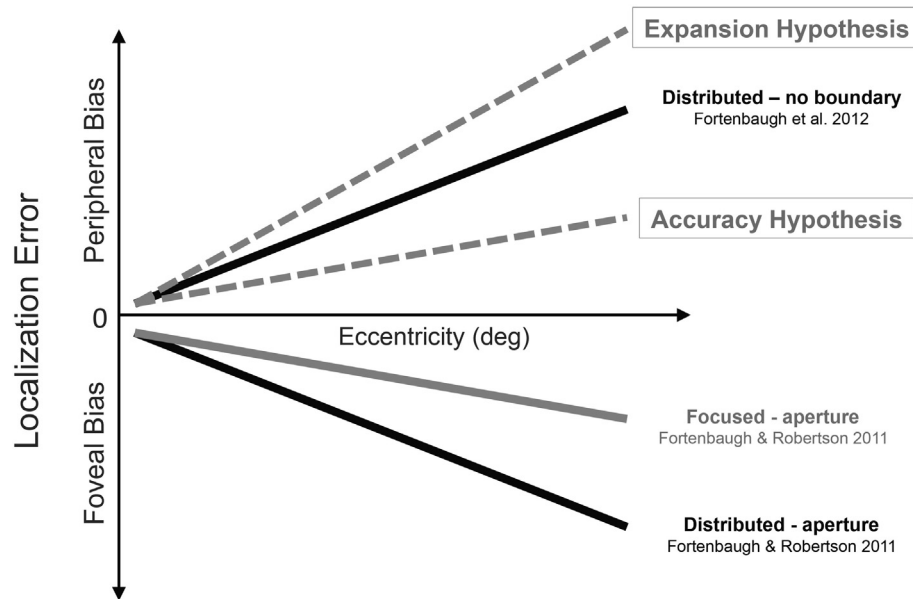 Expansion Hypothesis
Distributed – no boundary
Fortenbaugh et al. 2012
Accuracy Hypothesis
Localization Error
Peripheral Bias
0
Foveal Bias
Eccentricity (deg)
Focused - aperture
Fortenbaugh & Robertson 2011
Distributed - aperture
Fortenbaugh & Robertson 2011